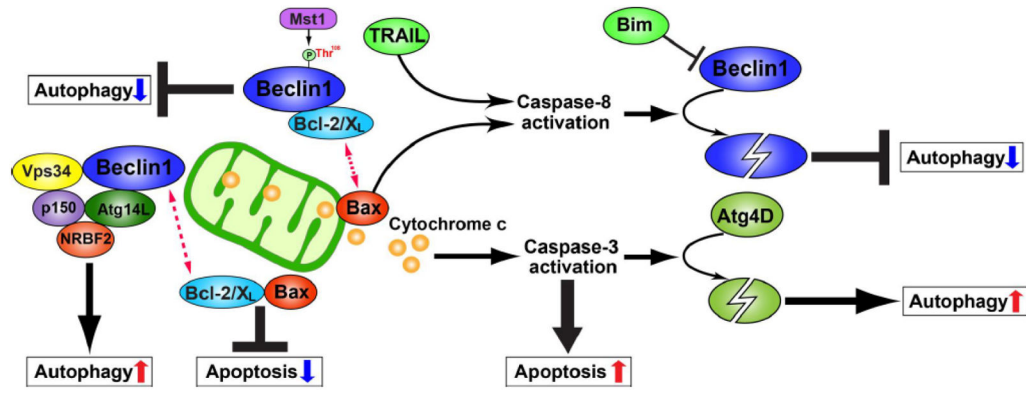 Mst1
P Thr108
TRAIL
Bim
Beclin1
Beclin1
Autophagy
Bcl-2/XL
Caspase-8
activation
Vps34
Beclin1
Autophagy
p150
Atg14L
Bax
Atg4D
NRBF2
Cytochrome c
Caspase-3
activation
Bcl-2/XL
Bax
Autophagy
Autophagy
Apoptosis
Apoptosis